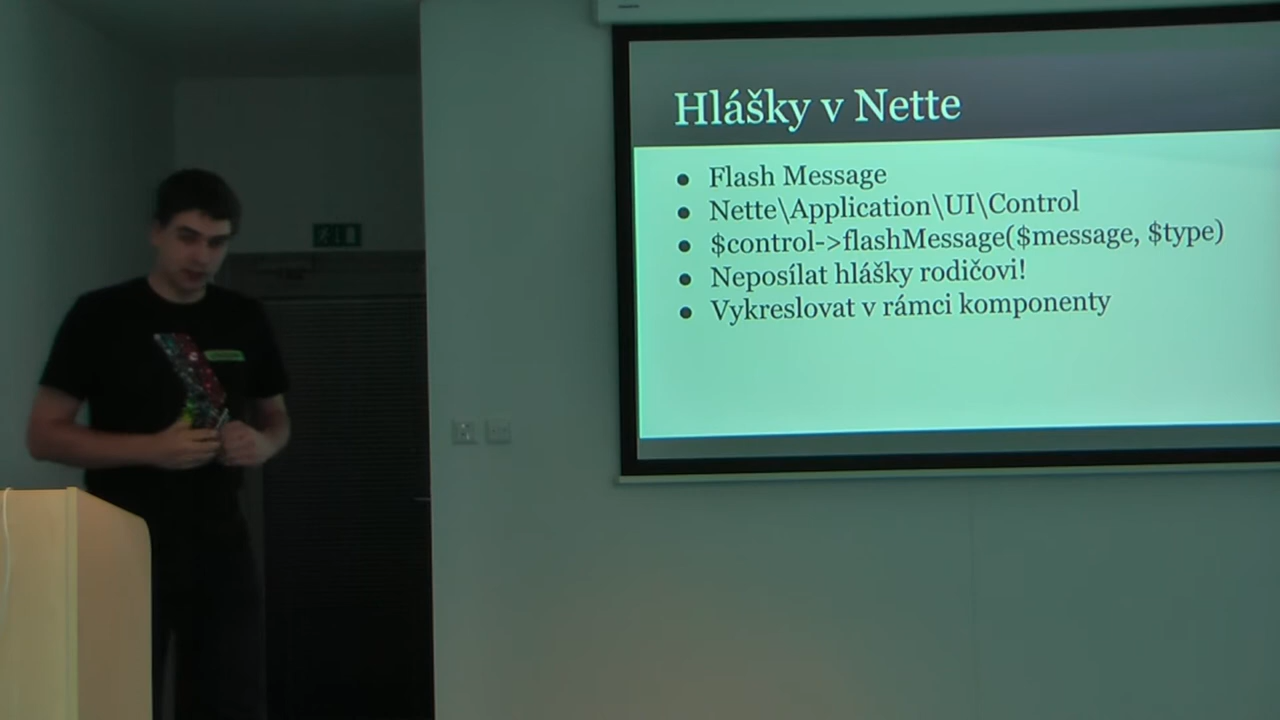 Hlášky v Nette
● Flash Message
● Nette\Application\UI\Control
● $control->flashMessage($message, $type)
● Neposílat hlášky rodičovi!
● Vykreslovat v rámci komponenty